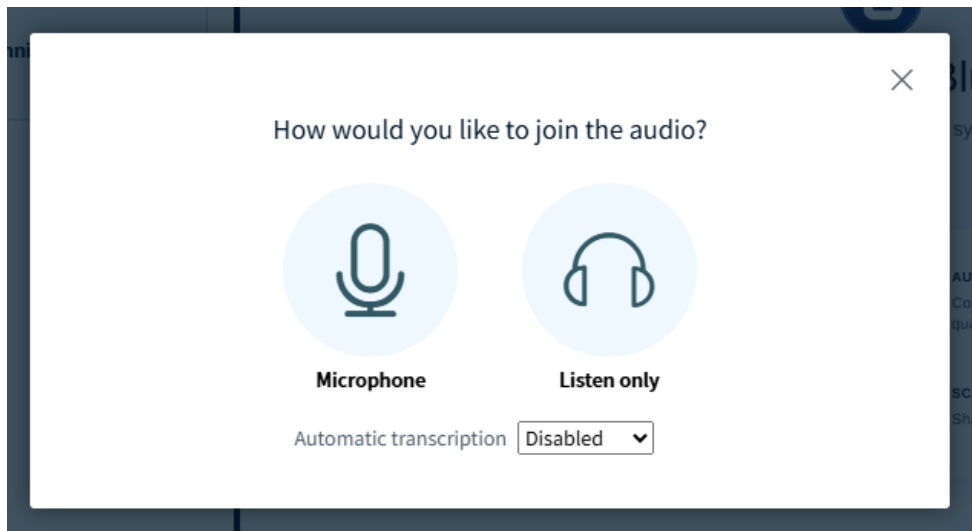 How would you like to join the audio?
Microphone
Listen only
Automatic transcription Disabled